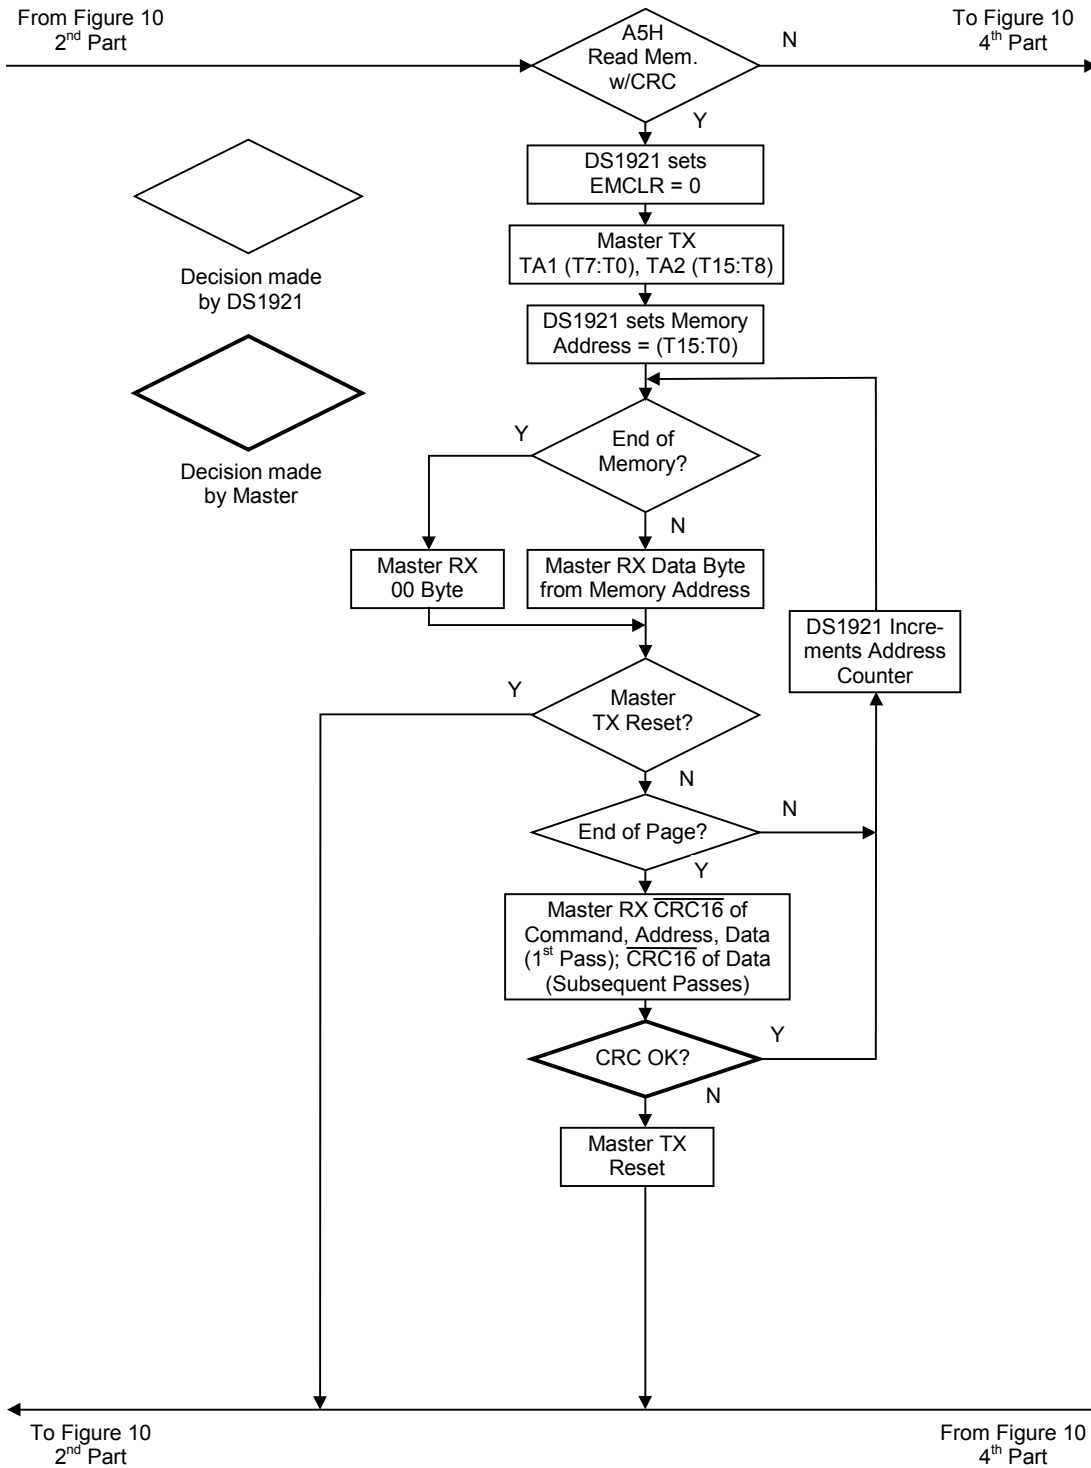 From Figure 10
2nd Part
A5H
Read Mem.
w/CRC
N
To Figure 10
4th Part
Y
DS1921 sets
EMCLR = 0
Decision made
by DS1921
Master TX
TA1 (T7:T0), TA2 (T15:T8)
DS1921 sets Memory
Address = (T15:T0)
Decision made
by Master
Y
End of
Memory?
N
Master RX
00 Byte
Master RX Data Byte
from Memory Address
DS1921 Incre-
ments Address
Counter
Y
Master
TX Reset?
N
End of Page?
N
Y
Master RX CRC16 of
Command, Address, Data
(1st Pass); CRC16 of Data
(Subsequent Passes)
CRC OK?
Y
N
Master TX
Reset
To Figure 10
2nd Part
From Figure 10
4th Part